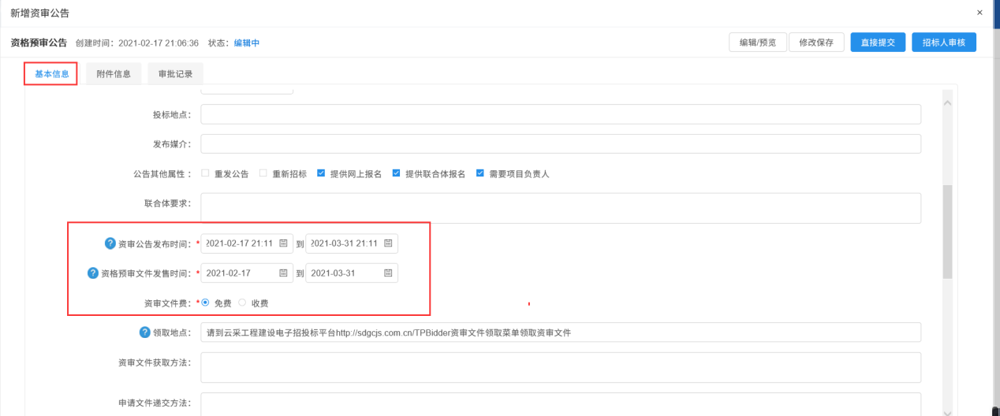 新增资审公告 ×
资格预审公告 创建时间：2021-02-17 21:06:36 状态：编辑中 编辑/预览 修改保存 直接提交 招标人审核
基本信息 附件信息 审批记录
投标地点：
发布媒介：
公告其他属性： 重发公告 重新招标 提供网上报名 提供联合体报名 需要项目负责人
联合体要求：
? 资审公告发布时间：* 2021-02-17 21:11 到 2021-03-31 21:11
? 资格预审文件发售时间：* 2021-02-17 到 2021-03-31
资审文件费：* 免费 收费
? 领取地点： 请到云采工程建设电子招投标平台http://sdgcjs.com.cn/TPBidder资审文件领取菜单领取资审文件
资审文件获取方法：
申请文件递交方法：